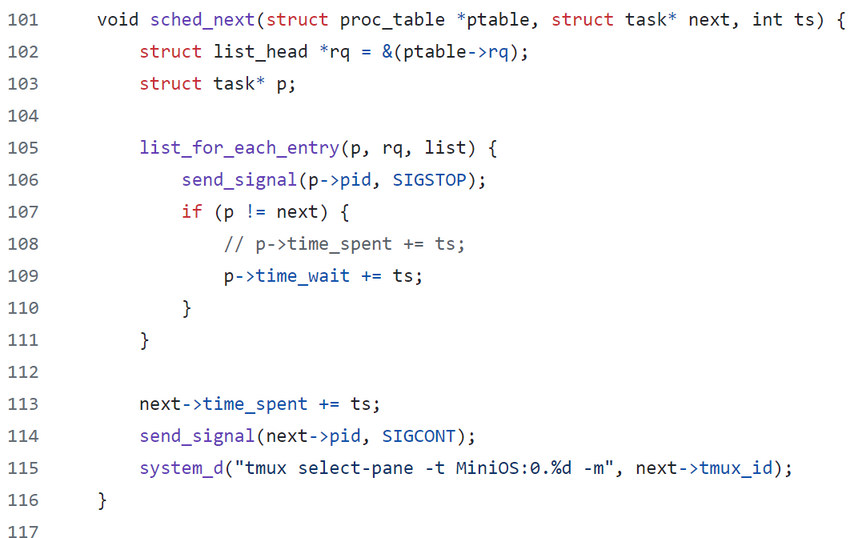 101 void sched_next(struct proc_table *ptable, struct task* next, int ts) {
102 struct list_head *rq = &(ptable->rq);
103 struct task* p;
104
105 list_for_each_entry(p, rq, list) {
106 send_signal(p->pid, SIGSTOP);
107 if (p != next) {
108 // p->time_spent += ts;
109 p->time_wait += ts;
110 }
111 }
112
113 next->time_spent += ts;
114 send_signal(next->pid, SIGCONT);
115 system_d("tmux select-pane -t MiniOS:0.%d -m", next->tmux_id);
116 }
117